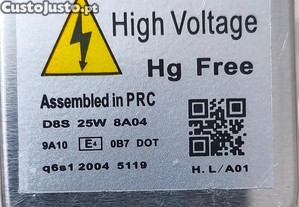 CustoJusto.pt
High Voltage
Hg Free
Assembled in PRC
D8S 25W 8A04
9A10 E4 0B7 DOT
q6s1 2004 5119
H.L/A01